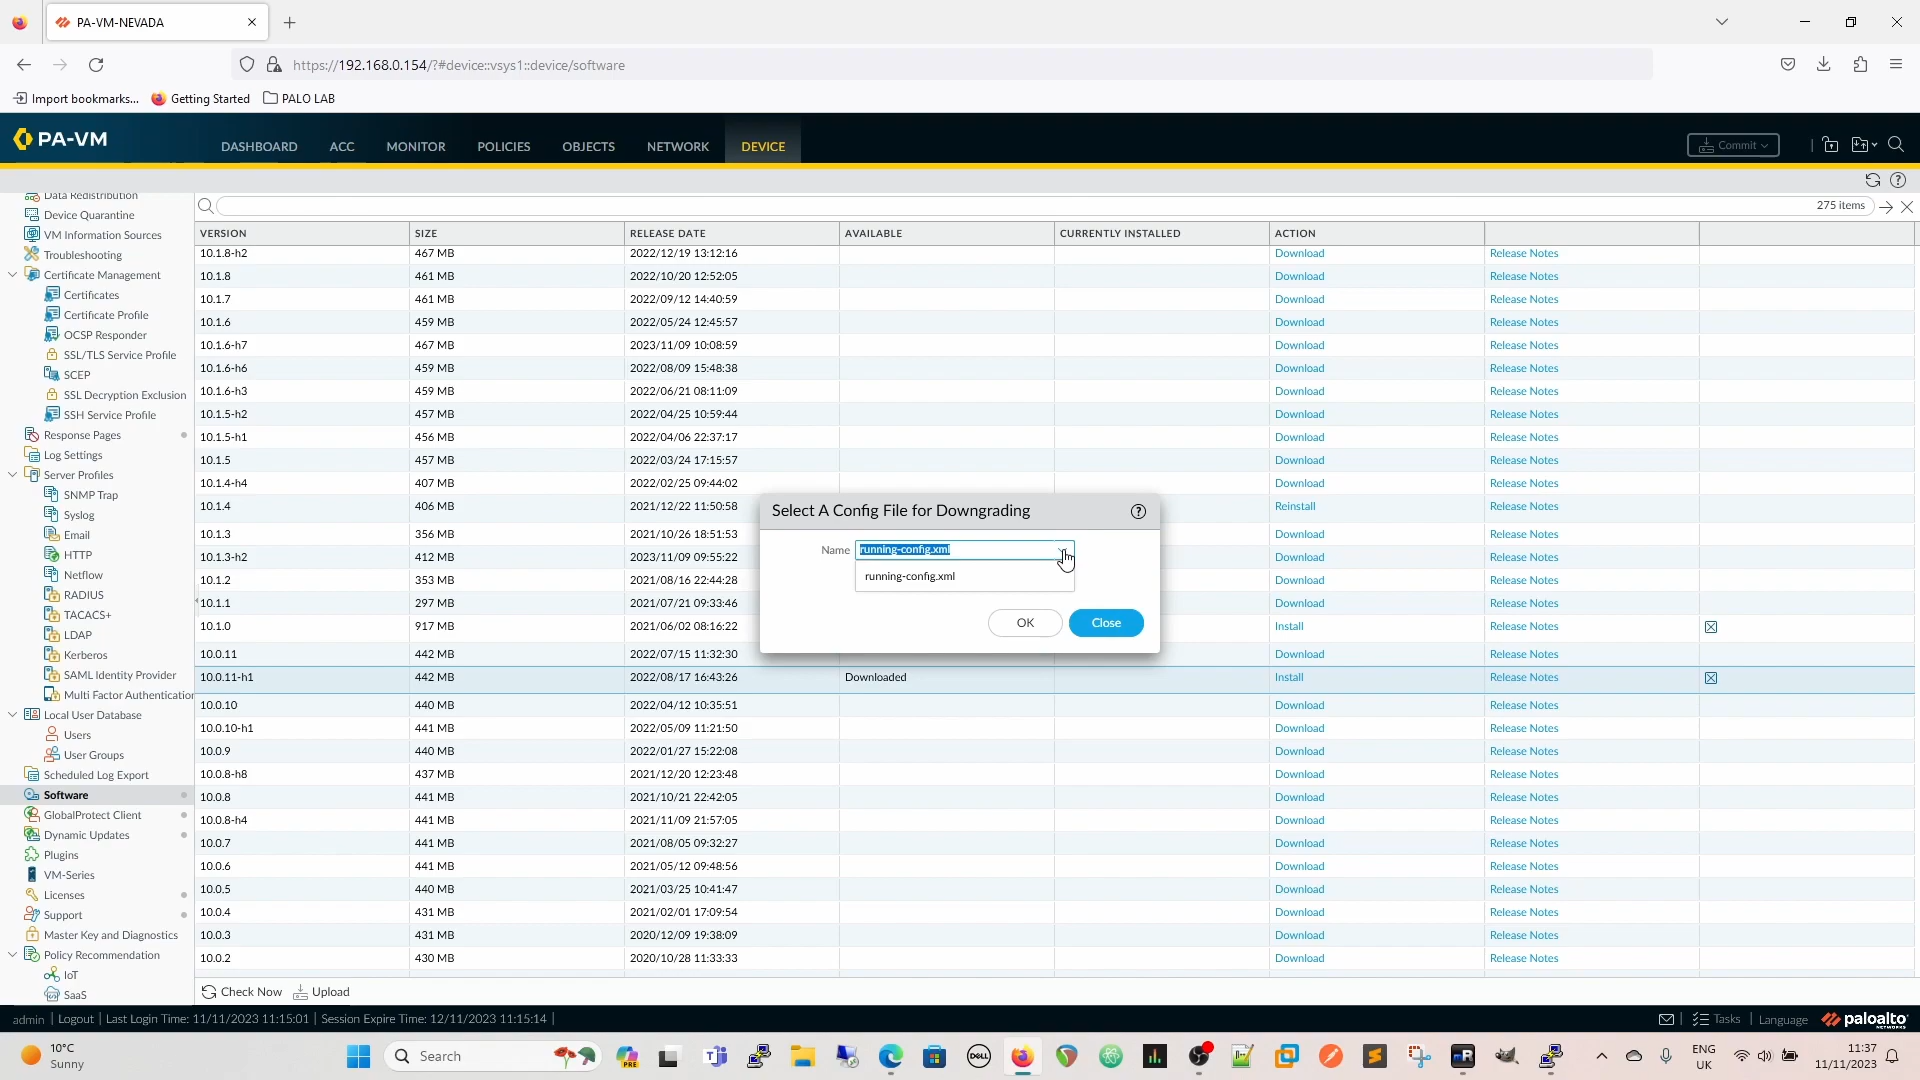 PA-VM-NEVADA
https://192.168.0.154/?#device::vsys1::device/software
Import bookmarks... Getting Started PALO LAB
PA-VM
DASHBOARD ACC MONITOR POLICIES OBJECTS NETWORK DEVICE
Commit
Data Redistribution
Device Quarantine
VM Information Sources
Troubleshooting
Certificate Management
Certificates
Certificate Profile
OCSP Responder
SSL/TLS Service Profile
SCEP
SSL Decryption Exclusion
SSH Service Profile
Response Pages
Log Settings
Server Profiles
SNMP Trap
Syslog
Email
HTTP
Netflow
RADIUS
TACACS+
LDAP
Kerberos
SAML Identity Provider
Multi Factor Authentication
Local User Database
Users
User Groups
Scheduled Log Export
Software
GlobalProtect Client
Dynamic Updates
Plugins
VM-Series
Licenses
Support
Master Key and Diagnostics
Policy Recommendation
IoT
SaaS
275 items
VERSION SIZE RELEASE DATE AVAILABLE CURRENTLY INSTALLED ACTION
10.1.8-h2 467 MB 2022/12/19 13:12:16 Download Release Notes
10.1.8 461 MB 2022/10/20 12:52:05 Download Release Notes
10.1.7 461 MB 2022/09/12 14:40:59 Download Release Notes
10.1.6 459 MB 2022/05/24 12:45:57 Download Release Notes
10.1.6-h7 467 MB 2023/11/09 10:08:59 Download Release Notes
10.1.6-h6 459 MB 2022/08/09 15:48:38 Download Release Notes
10.1.6-h3 459 MB 2022/06/21 08:11:09 Download Release Notes
10.1.5-h2 457 MB 2022/04/25 10:59:44 Download Release Notes
10.1.5-h1 456 MB 2022/04/06 22:37:17 Download Release Notes
10.1.5 457 MB 2022/03/24 17:15:57 Download Release Notes
10.1.4-h4 407 MB 2022/02/25 09:44:02 Download Release Notes
10.1.4 406 MB 2021/12/22 11:50:58 Reinstall Release Notes
10.1.3 356 MB 2021/10/26 18:51:53 Download Release Notes
10.1.3-h2 412 MB 2023/11/09 09:55:22 Download Release Notes
10.1.2 353 MB 2021/08/16 22:44:28 Download Release Notes
10.1.1 297 MB 2021/07/21 09:33:46 Download Release Notes
10.1.0 917 MB 2021/06/02 08:16:22 Install Release Notes
10.0.11 442 MB 2022/07/15 11:32:30 Download Release Notes
10.0.11-h1 442 MB 2022/08/17 16:43:26 Downloaded Install Release Notes
10.0.10 440 MB 2022/04/12 10:35:51 Download Release Notes
10.0.10-h1 441 MB 2022/05/09 11:21:50 Download Release Notes
10.0.9 440 MB 2022/01/27 15:22:08 Download Release Notes
10.0.8-h8 437 MB 2021/12/20 12:23:48 Download Release Notes
10.0.8 441 MB 2021/10/21 22:42:05 Download Release Notes
10.0.8-h4 441 MB 2021/11/09 21:57:05 Download Release Notes
10.0.7 441 MB 2021/08/05 09:32:27 Download Release Notes
10.0.6 441 MB 2021/05/12 09:48:56 Download Release Notes
10.0.5 440 MB 2021/03/25 10:41:47 Download Release Notes
10.0.4 431 MB 2021/02/01 17:09:54 Download Release Notes
10.0.3 431 MB 2020/12/09 19:38:09 Download Release Notes
10.0.2 430 MB 2020/10/28 11:33:33 Download Release Notes
Select A Config File for Downgrading
Name running-config.xml
running-config.xml
OK Close
Check Now Upload
admin | Logout | Last Login Time: 11/11/2023 11:15:01 | Session Expire Time: 12/11/2023 11:15:14 |
Tasks | Language paloalto
NETWORKS
10°C
Sunny
Search
PRE
DELL
ENG
UK
11:37
11/11/2023